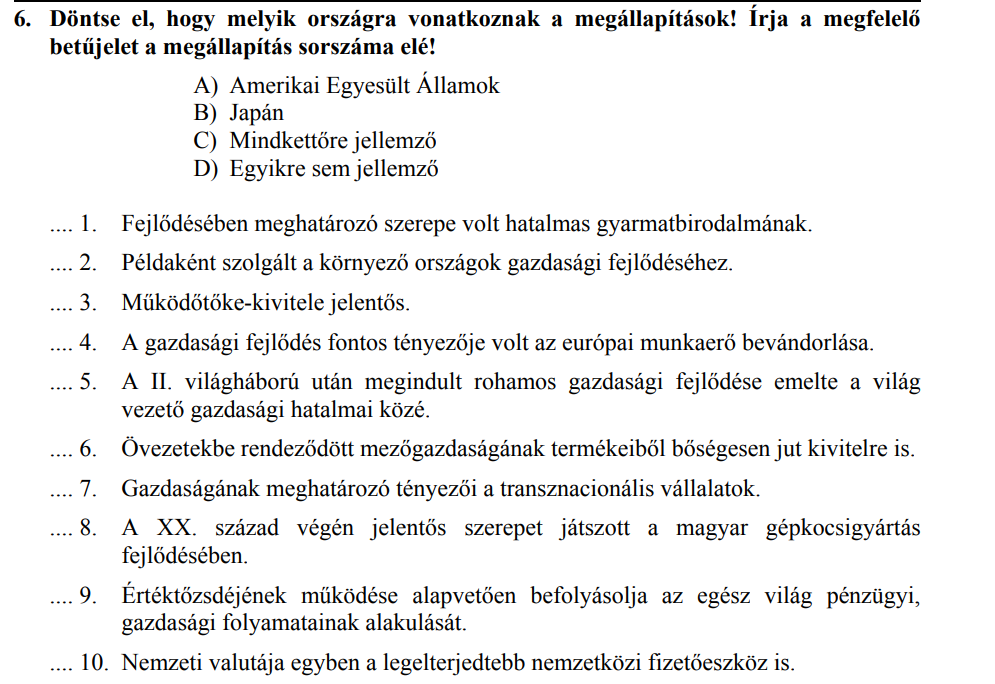 6. Döntse el, hogy melyik országra vonatkoznak a megállapítások! Írja a megfelelő
betűjelet a megállapítás sorszáma elé!
A) Amerikai Egyesült Államok
B) Japán
C) Mindkettőre jellemző
D) Egyikre sem jellemző
.... 1. Fejlődésében meghatározó szerepe volt hatalmas gyarmatbirodalmának.
.... 2. Példaként szolgált a környező országok gazdasági fejlődéséhez.
.... 3. Működőtőke-kivitele jelentős.
.... 4. A gazdasági fejlődés fontos tényezője volt az európai munkaerő bevándorlása.
.... 5. A II. világháború után megindult rohamos gazdasági fejlődése emelte a világ
vezető gazdasági hatalmai közé.
.... 6. Övezetekbe rendeződött mezőgazdaságának termékeiből bőségesen jut kivitelre is.
.... 7. Gazdaságának meghatározó tényezői a transznacionális vállalatok.
.... 8. A XX. század végén jelentős szerepet játszott a magyar gépkocsigyártás
fejlődésében.
.... 9. Értéktőzsdéjének működése alapvetően befolyásolja az egész világ pénzügyi,
gazdasági folyamatainak alakulását.
.... 10. Nemzeti valutája egyben a legelterjedtebb nemzetközi fizetőeszköz is.